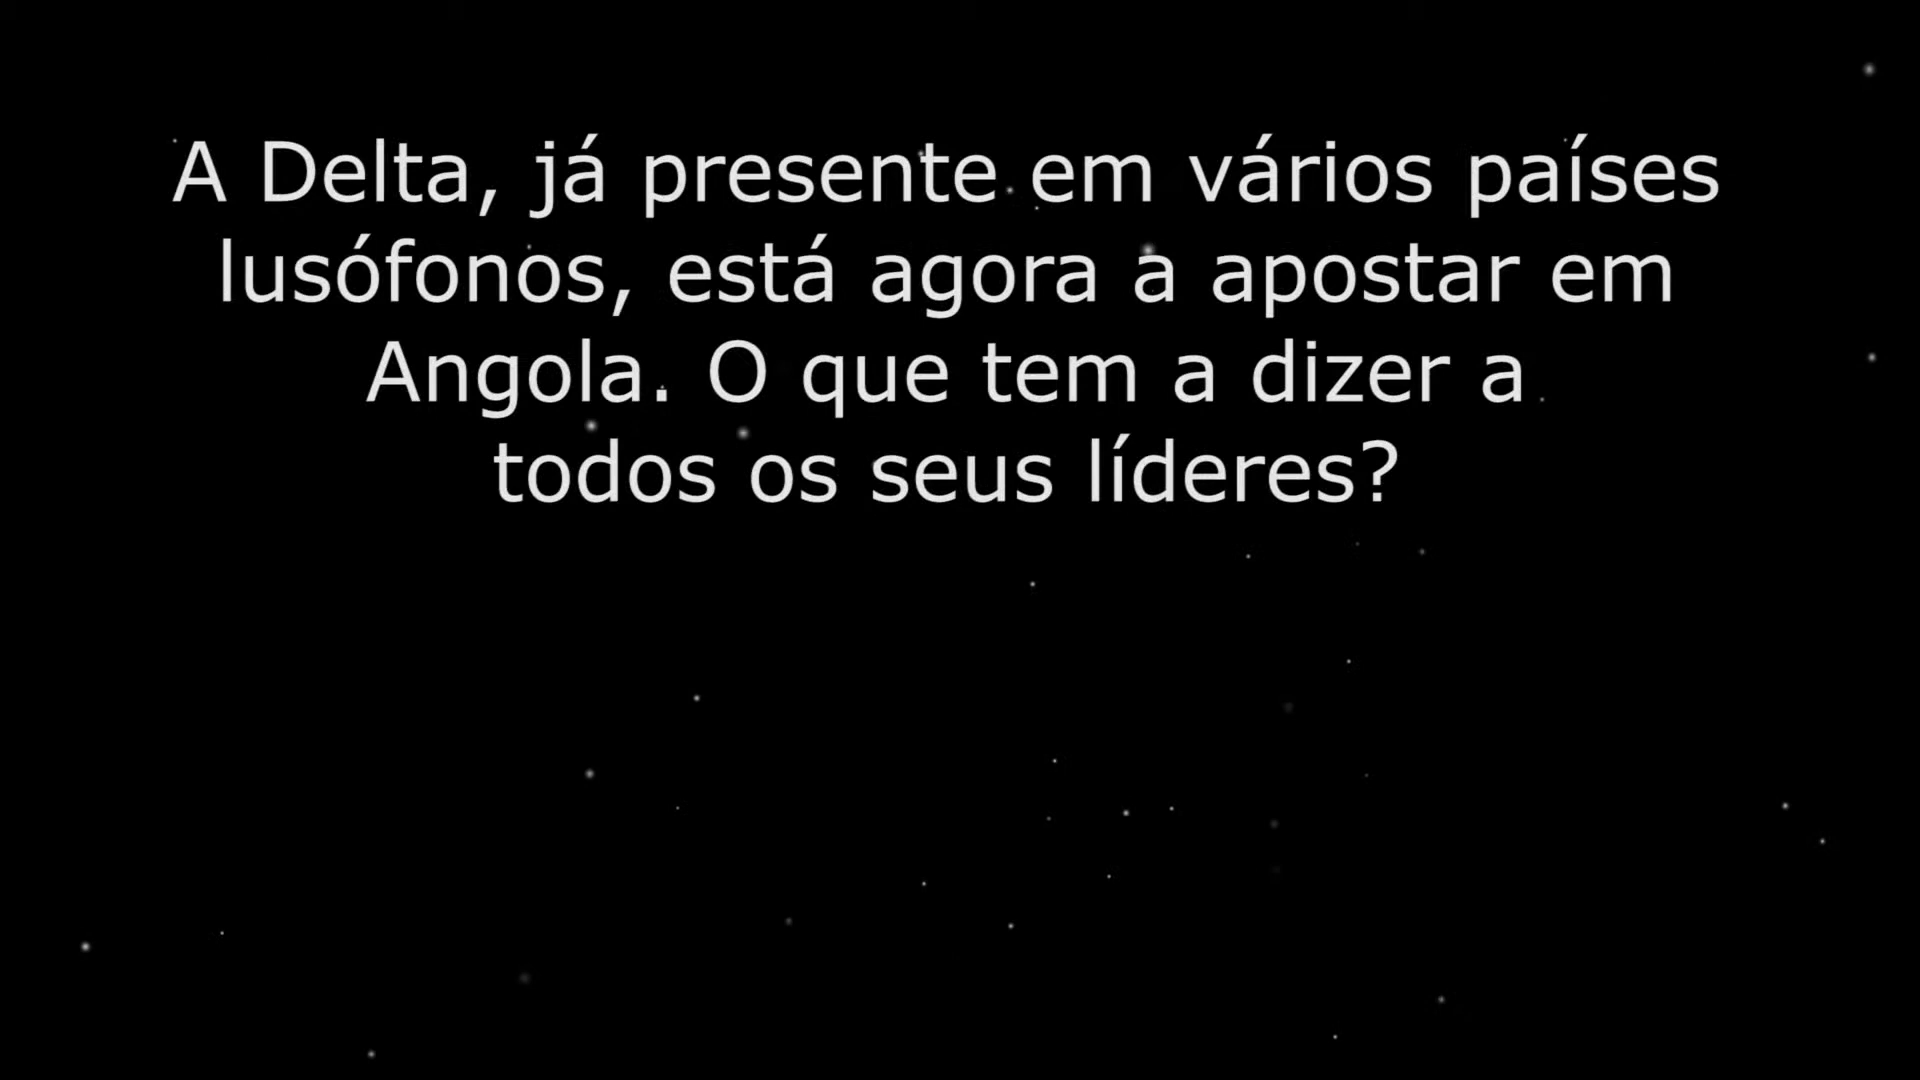 A Delta, já presente em vários países
lusófonos, está agora a apostar em
Angola. O que tem a dizer a
todos os seus líderes?